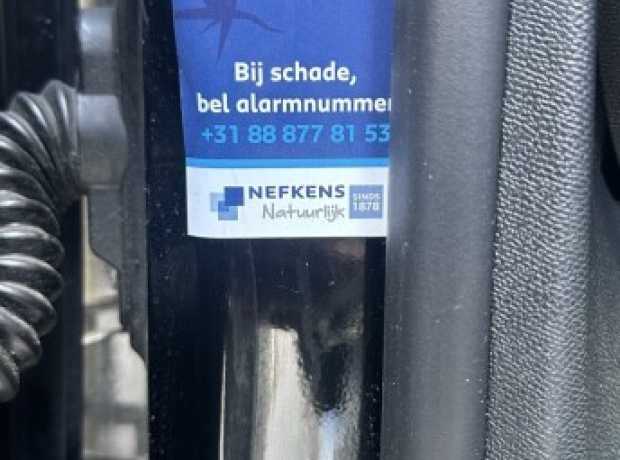 Bij schade,
bel alarmnummer
+31 88 877 81 53
NEFKENS
Natuurlijk
SINDS
1878